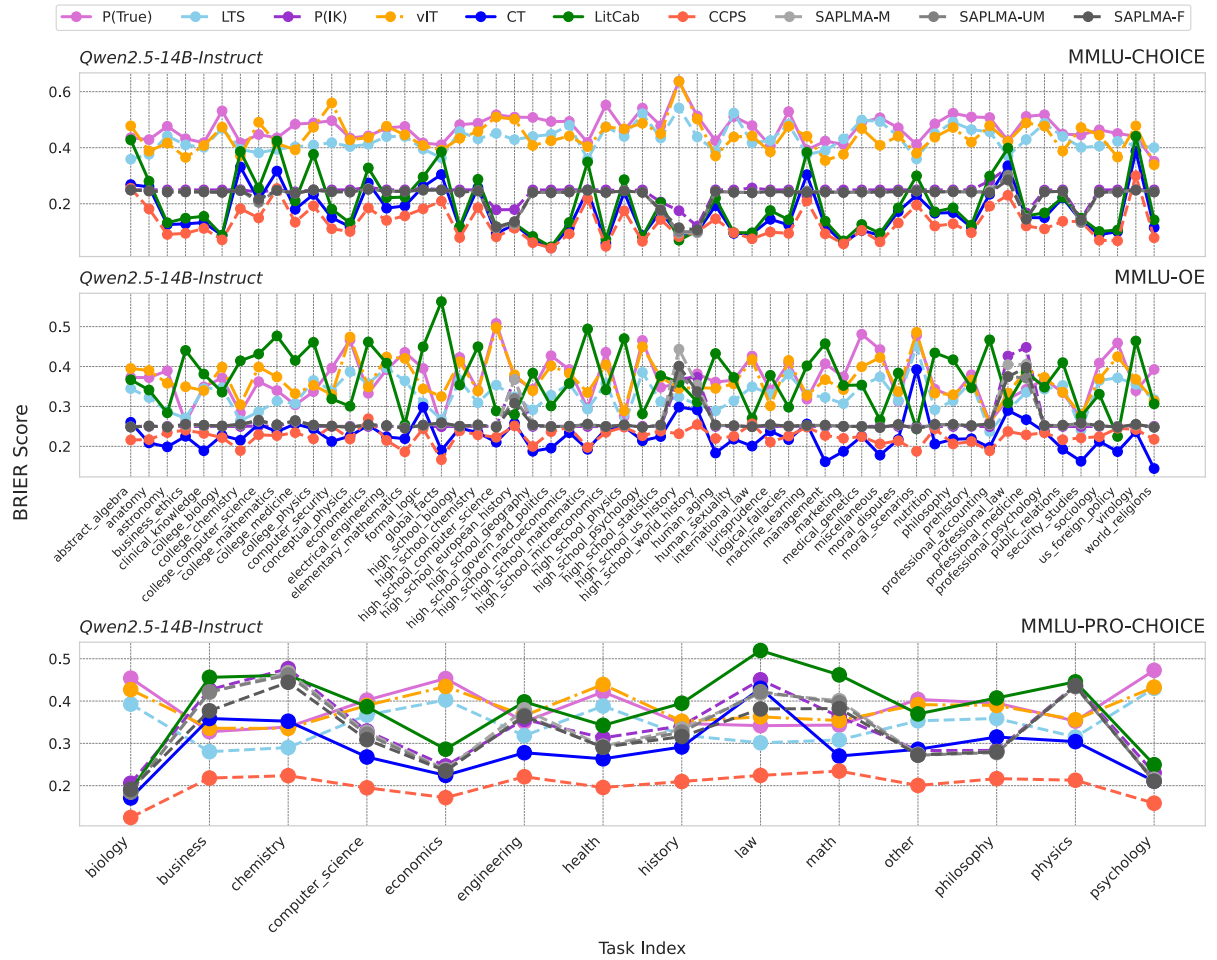 P(True) LTS P(IK) vIT CT LitCab CCPS SAPLMA-M SAPLMA-UM SAPLMA-F
Qwen2.5-14B-Instruct MMLU-CHOICE
0.6
0.4
0.2
Qwen2.5-14B-Instruct MMLU-OE
0.5
0.4
0.3
0.2
BRIER Score
abstract_algebra
anatomy
astronomy
business_ethics
clinical_knowledge
college_biology
college_chemistry
college_computer_science
college_mathematics
college_medicine
college_physics
computer_security
conceptual_physics
econometrics
electrical_engineering
elementary_mathematics
formal_logic
global_facts
high_school_biology
high_school_chemistry
high_school_computer_science
high_school_european_history
high_school_geography
high_school_government_and_politics
high_school_macroeconomics
high_school_mathematics
high_school_microeconomics
high_school_physics
high_school_psychology
high_school_statistics
high_school_us_history
high_school_world_history
human_aging
human_sexuality
international_law
jurisprudence
logical_fallacies
machine_learning
management
marketing
medical_genetics
miscellaneous
moral_disputes
moral_scenarios
nutrition
philosophy
prehistory
professional_accounting
professional_law
professional_medicine
professional_psychology
public_relations
security_studies
sociology
us_foreign_policy
virology
world_religions
Qwen2.5-14B-Instruct MMLU-PRO-CHOICE
0.5
0.4
0.3
0.2
biology
business
chemistry
computer_science
economics
engineering
health
history
law
math
other
philosophy
physics
psychology
Task Index